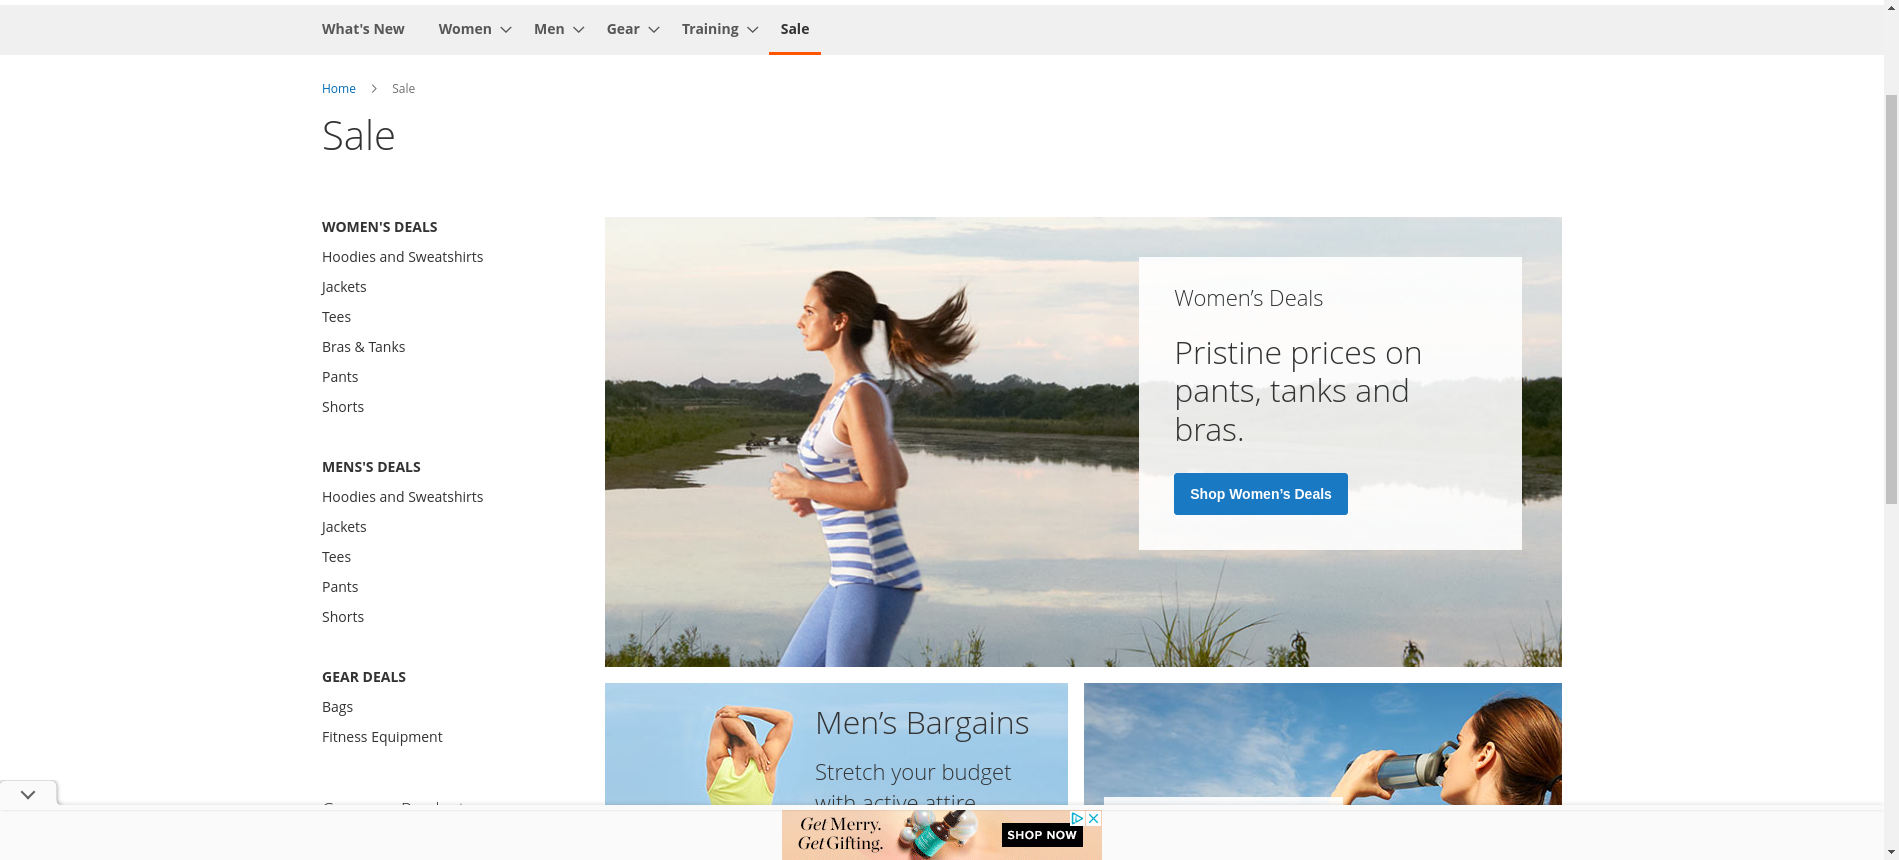 What's New Women Men Gear Training Sale
Home > Sale
Sale
WOMEN'S DEALS
Hoodies and Sweatshirts
Jackets
Tees
Bras & Tanks
Pants
Shorts
MENS'S DEALS
Hoodies and Sweatshirts
Jackets
Tees
Pants
Shorts
GEAR DEALS
Bags
Fitness Equipment
Women’s Deals
Pristine prices on
pants, tanks and
bras.
Shop Women’s Deals
Men’s Bargains
Stretch your budget
with active attire
Get Merry.
Get Gifting.
SHOP NOW